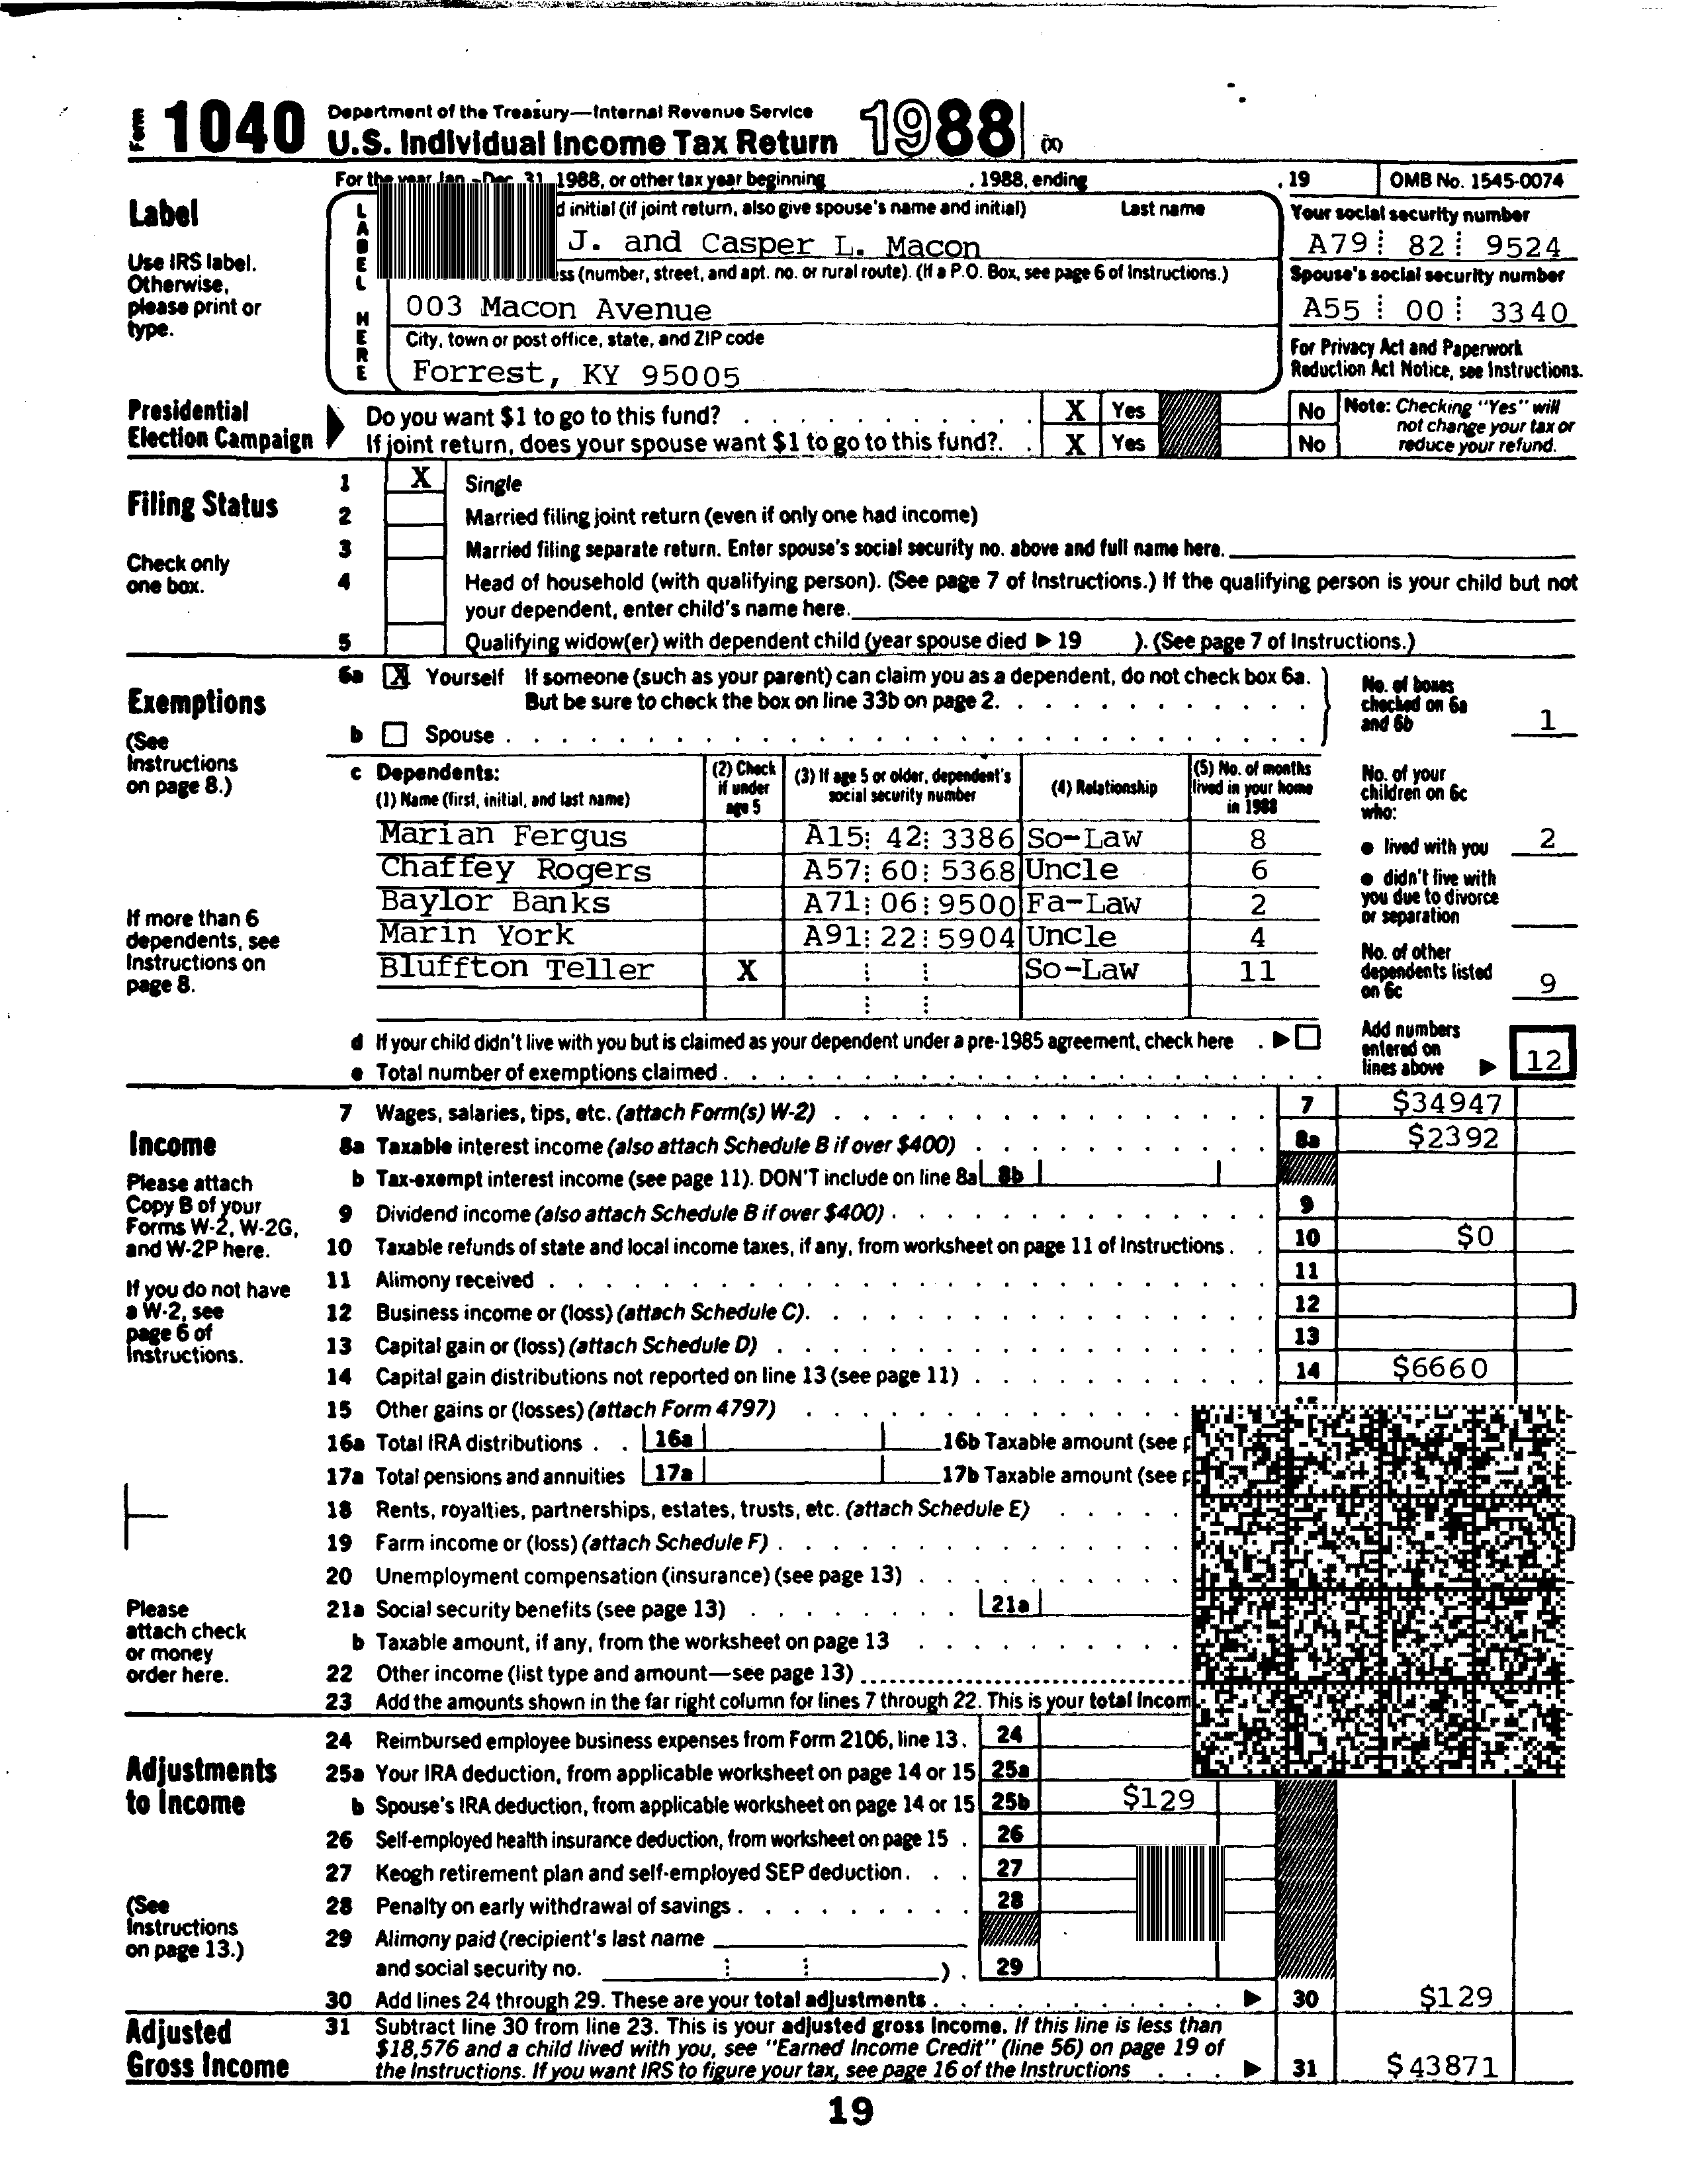 Form 1040 Department of the Treasury—Internal Revenue Service
U.S. Individual Income Tax Return 1988 (X)
For the year Jan.-Dec. 31, 1988, or other tax year beginning , 1988, ending , 19 OMB No. 1545-0074
Label
Use IRS label.
Otherwise,
please print or
type.
LABEL HERE
d initial (if joint return, also give spouse's name and initial) Last name
J. and Casper L. Macon
Your social security number
A79 82 9524
ss (number, street, and apt. no. or rural route). (If a P.O. Box, see page 6 of Instructions.)
003 Macon Avenue
Spouse's social security number
A55 00 3340
City, town or post office, state, and ZIP code
Forrest, KY 95005
For Privacy Act and Paperwork
Reduction Act Notice, see Instructions.
Presidential
Election Campaign
Do you want $1 to go to this fund? X Yes No
If joint return, does your spouse want $1 to go to this fund? X Yes No
Note: Checking "Yes" will
not change your tax or
reduce your refund.
Filing Status
Check only
one box.
1 X Single
2 Married filing joint return (even if only one had income)
3 Married filing separate return. Enter spouse's social security no. above and full name here.
4 Head of household (with qualifying person). (See page 7 of Instructions.) If the qualifying person is your child but not
your dependent, enter child's name here.
5 Qualifying widow(er) with dependent child (year spouse died ▶ 19 ). (See page 7 of Instructions.)
Exemptions
(See
Instructions
on page 8.)
6a X Yourself If someone (such as your parent) can claim you as a dependent, do not check box 6a.
But be sure to check the box on line 33b on page 2.
b Spouse
No. of boxes
checked on 6a
and 6b 1
c Dependents:
(1) Name (first, initial, and last name)
(2) Check
if under
age 5
(3) If age 5 or older, dependent's
social security number
(4) Relationship
(5) No. of months
lived in your home
in 1988
Marian Fergus A15 42 3386 So-Law 8
Chaffey Rogers A57 60 5368 Uncle 6
Baylor Banks A71 06 9500 Fa-Law 2
Marin York A91 22 5904 Uncle 4
Bluffton Teller X So-Law 11
If more than 6
dependents, see
Instructions on
page 8.
No. of your
children on 6c
who:
● lived with you 2
● didn't live with
you due to divorce
or separation
No. of other
dependents listed
on 6c 9
d If your child didn't live with you but is claimed as your dependent under a pre-1985 agreement, check here ▶
e Total number of exemptions claimed
Add numbers
entered on
lines above ▶ 12
Income
Please attach
Copy B of your
Forms W-2, W-2G,
and W-2P here.
If you do not have
a W-2, see
page 6 of
Instructions.
Please
attach check
or money
order here.
7 Wages, salaries, tips, etc. (attach Form(s) W-2) 7 $34947
8a Taxable interest income (also attach Schedule B if over $400) 8a $2392
b Tax-exempt interest income (see page 11). DON'T include on line 8a 8b
9 Dividend income (also attach Schedule B if over $400) 9
10 Taxable refunds of state and local income taxes, if any, from worksheet on page 11 of Instructions 10 $0
11 Alimony received 11
12 Business income or (loss) (attach Schedule C) 12
13 Capital gain or (loss) (attach Schedule D) 13
14 Capital gain distributions not reported on line 13 (see page 11) 14 $6660
15 Other gains or (losses) (attach Form 4797)
16a Total IRA distributions 16a 16b Taxable amount (see
17a Total pensions and annuities 17a 17b Taxable amount (see
18 Rents, royalties, partnerships, estates, trusts, etc. (attach Schedule E)
19 Farm income or (loss) (attach Schedule F)
20 Unemployment compensation (insurance) (see page 13)
21a Social security benefits (see page 13) 21a
b Taxable amount, if any, from the worksheet on page 13
22 Other income (list type and amount—see page 13)
23 Add the amounts shown in the far right column for lines 7 through 22. This is your total incom
Adjustments
to Income
(See
Instructions
on page 13.)
24 Reimbursed employee business expenses from Form 2106, line 13. 24
25a Your IRA deduction, from applicable worksheet on page 14 or 15 25a
b Spouse's IRA deduction, from applicable worksheet on page 14 or 15 25b $129
26 Self-employed health insurance deduction, from worksheet on page 15 26
27 Keogh retirement plan and self-employed SEP deduction 27
28 Penalty on early withdrawal of savings 28
29 Alimony paid (recipient's last name
and social security no. ) 29
30 Add lines 24 through 29. These are your total adjustments ▶ 30 $129
Adjusted
Gross Income
31 Subtract line 30 from line 23. This is your adjusted gross income. If this line is less than
$18,576 and a child lived with you, see "Earned Income Credit" (line 56) on page 19 of
the Instructions. If you want IRS to figure your tax, see page 16 of the Instructions ▶ 31 $43871
19